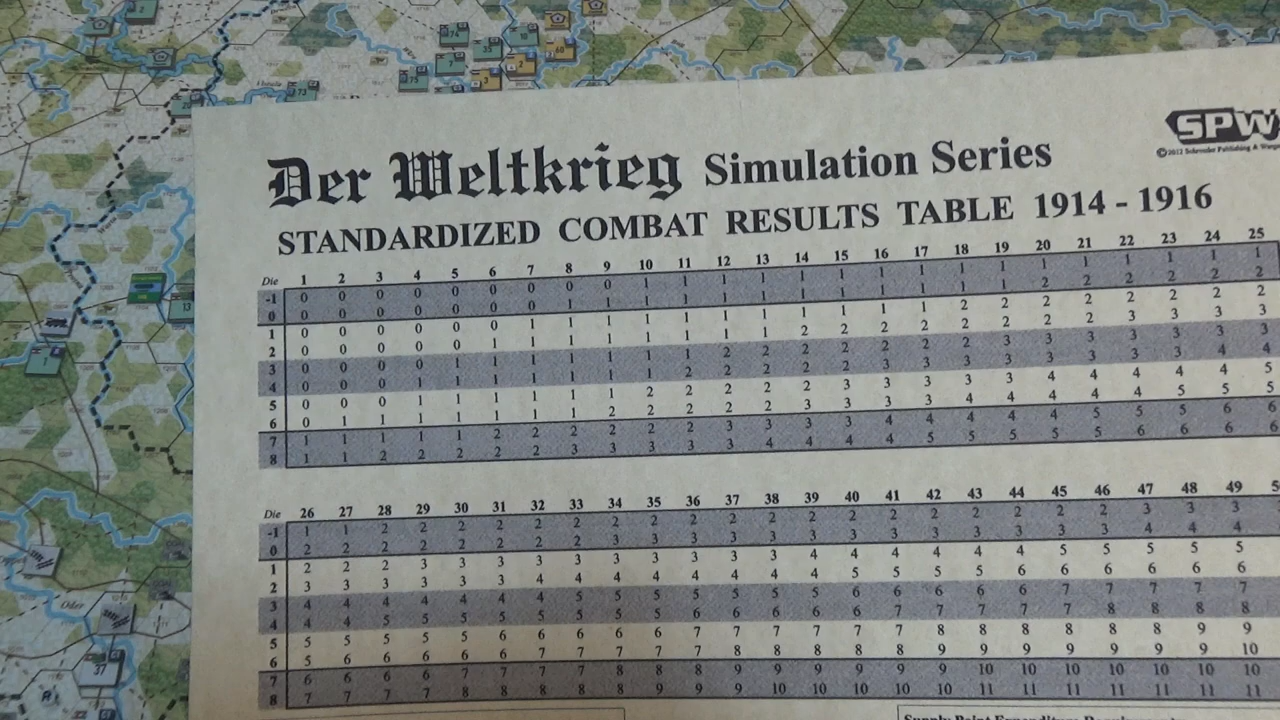 74
10
35
7
2
75
3
73
13
1
SPW
©2012 Schroeder Publishing &
Der Weltkrieg Simulation Series
STANDARDIZED COMBAT RESULTS TABLE 1914 - 1916
Die 1 2 3 4 5 6 7 8 9 10 11 12 13 14 15 16 17 18 19 20 21 22 23 24 25
-1 0 0 0 0 0 0 0 0 0 1 1 1 1 1 1 1 1 1 1 1 1 1 1 1 1
0 0 0 0 0 0 0 0 1 1 1 1 1 1 1 1 1 1 1 1 2 2 2 2 2 2
1 0 0 0 0 0 0 1 1 1 1 1 1 1 1 1 1 1 2 2 2 2 2 2 2 2
2 0 0 0 0 0 1 1 1 1 1 1 1 1 2 2 2 2 2 2 2 2 3 3 3 3
3 0 0 0 0 1 1 1 1 1 1 1 2 2 2 2 2 2 2 3 3 3 3 3 3 3
4 0 0 0 1 1 1 1 1 1 1 2 2 2 2 2 3 3 3 3 3 3 3 3 4 4
5 0 0 0 1 1 1 1 1 1 2 2 2 2 2 3 3 3 3 3 4 4 4 4 4 5
6 0 1 1 1 1 1 1 1 2 2 2 2 2 3 3 3 3 4 4 4 4 4 5 5 5
7 1 1 1 1 1 2 2 2 2 2 2 3 3 3 3 4 4 4 4 4 5 5 5 6 6
8 1 1 2 2 2 2 2 3 3 3 3 3 4 4 4 4 5 5 5 5 5 6 6 6 6
Die 26 27 28 29 30 31 32 33 34 35 36 37 38 39 40 41 42 43 44 45 46 47 48 49
-1 1 1 2 2 2 2 2 2 2 2 2 2 2 2 2 2 2 2 2 2 2 3 3 3
0 2 2 2 2 2 2 2 2 3 3 3 3 3 3 3 3 3 3 3 3 3 4 4 4
1 2 2 2 3 3 3 3 3 3 3 3 3 3 4 4 4 4 4 4 5 5 5 5 5
2 3 3 3 3 3 3 4 4 4 4 4 4 4 4 5 5 5 5 6 6 6 6 6 6
3 4 4 4 4 4 4 4 5 5 5 5 5 5 5 6 6 6 6 6 7 7 7 7 7
4 4 4 5 5 5 5 5 5 5 5 6 6 6 6 6 7 7 7 7 7 8 8 8 8
5 5 5 5 5 5 6 6 6 6 6 7 7 7 7 7 7 8 8 8 8 8 8 9 9
6 5 6 6 6 6 6 7 7 7 7 7 8 8 8 8 8 9 9 9 9 9 9 9 10
7 6 6 6 6 7 7 7 7 8 8 8 9 9 9 9 9 9 10 10 10 10 10 10 10
8 7 7 7 7 8 8 8 8 8 9 9 9 10 10 10 10 10 11 11 11 11 11 11 11
Oder
37
Supply Point Expenditure